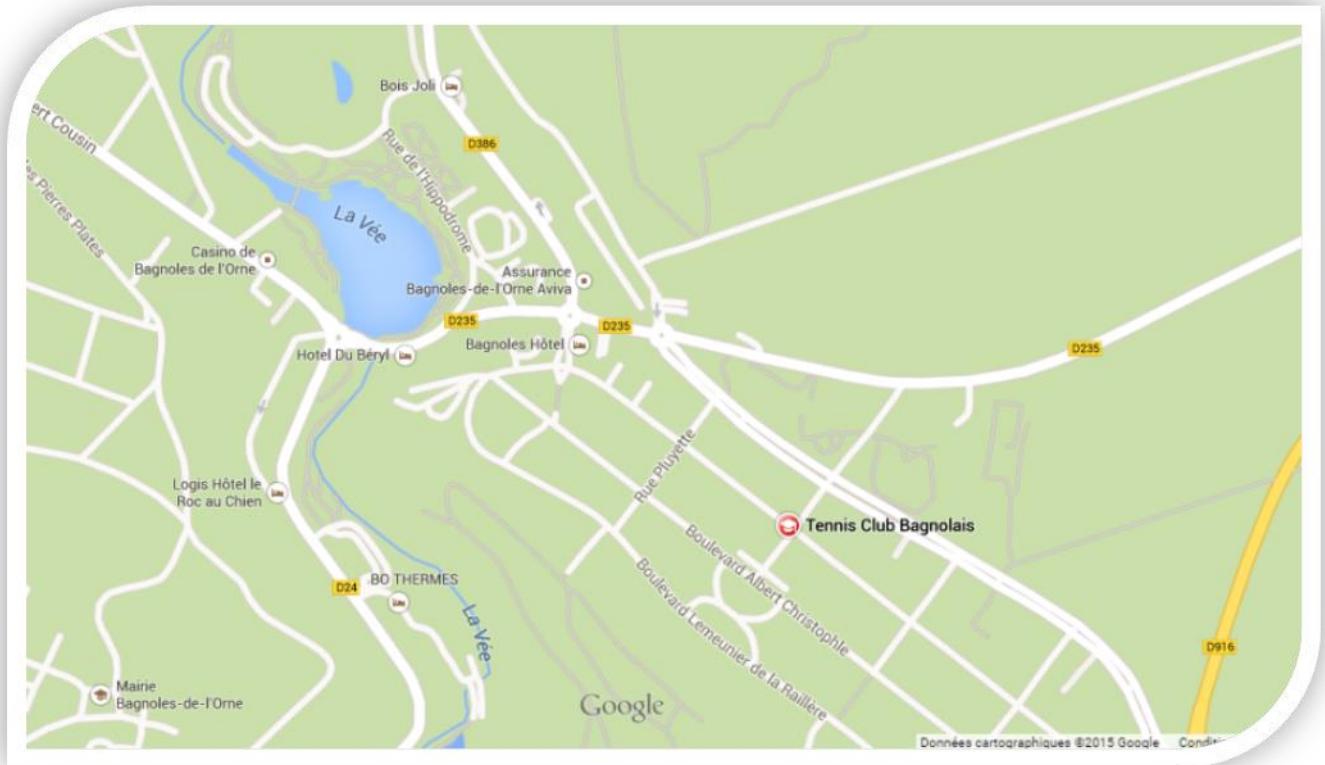 Bois Joli
ert Cousin
D386
Rue de l'Hippodrome
es Pierres Plates
La Vée
Casino de
Bagnoles de l'Orne
Assurance
Bagnoles-de-l'Orne Aviva
D235
D235
Bagnoles Hôtel
D235
Hotel Du Béryl
Rue Pluyette
Logis Hôtel le
Roc au Chien
Tennis Club Bagnolais
Boulevard Albert Christophle
Boulevard Lemeunier de la Raillère
D24
BO THERMES
La Vée
D916
Mairie
Bagnoles-de-l'Orne
Google
Données cartographiques ©2015 Google